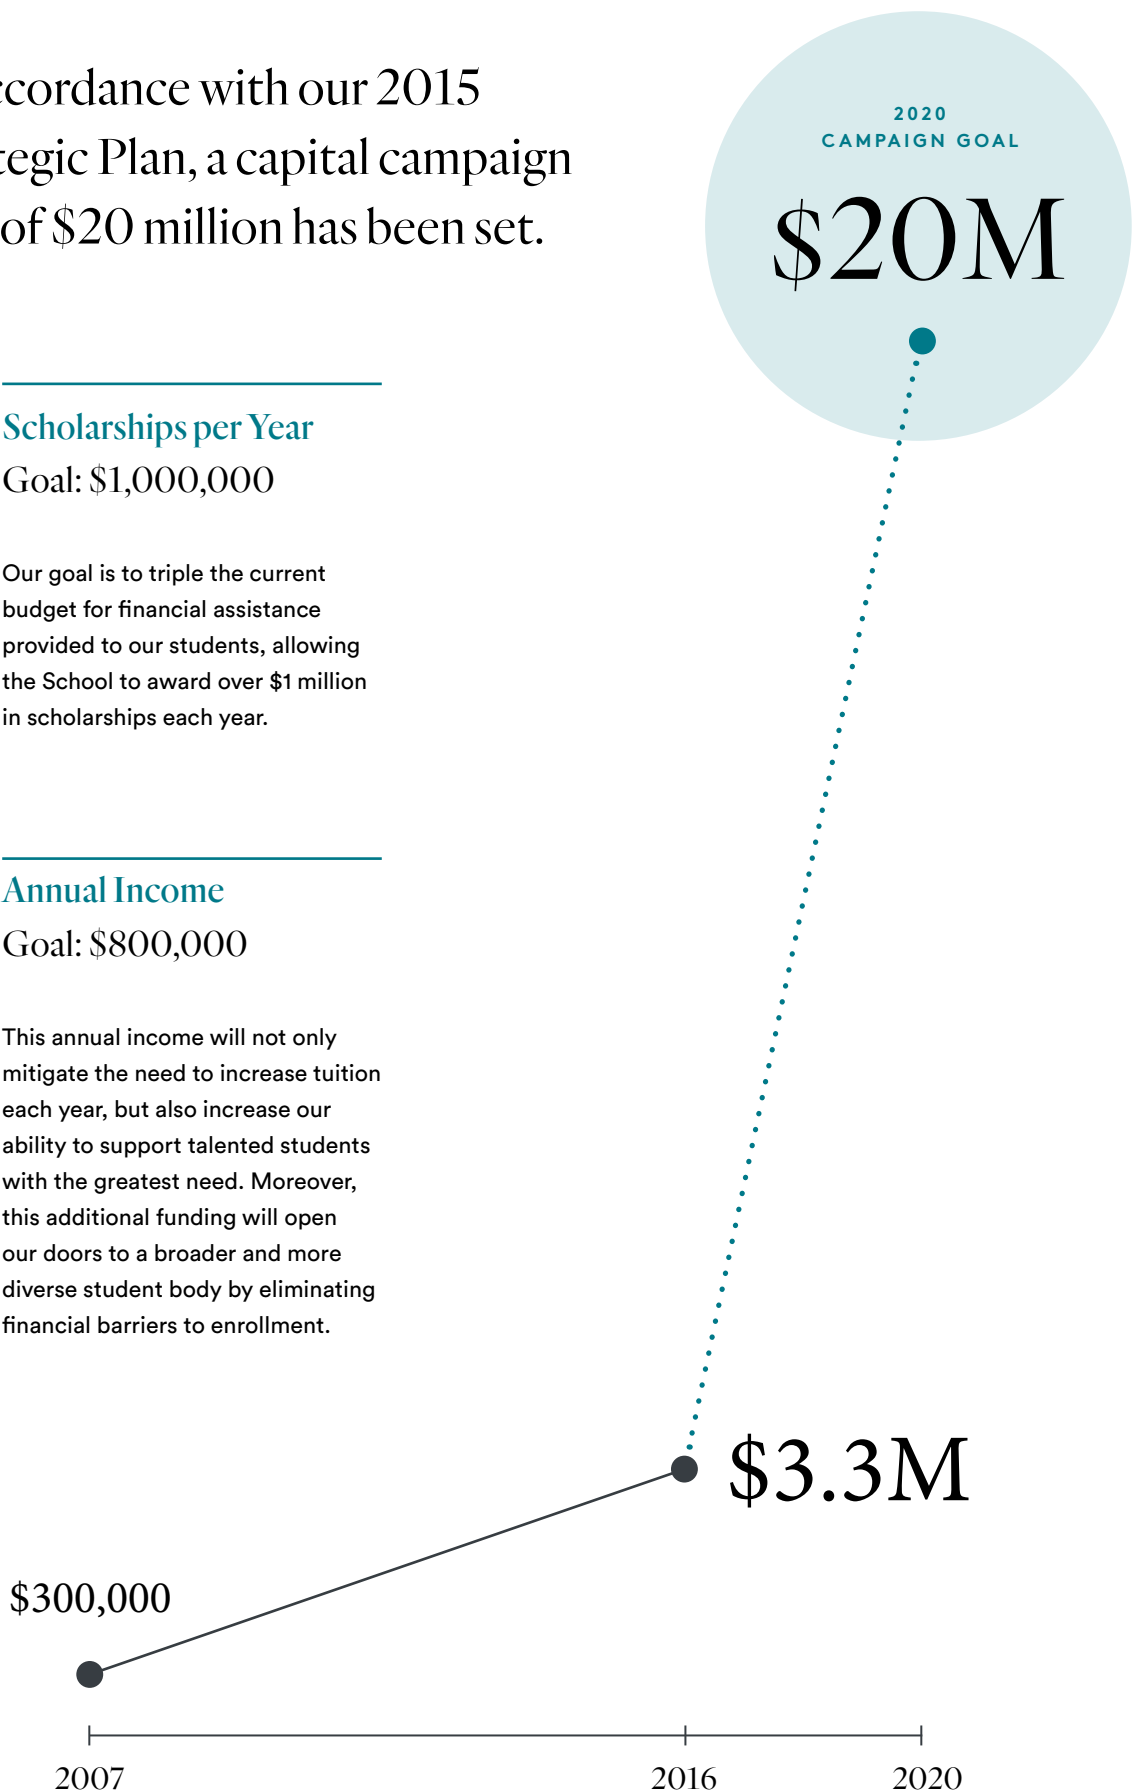 ccordance with our 2015
tegic Plan, a capital campaign
of $20 million has been set.
2020
CAMPAIGN GOAL
$20M
Scholarships per Year
Goal: $1,000,000
Our goal is to triple the current
budget for financial assistance
provided to our students, allowing
the School to award over $1 million
in scholarships each year.
Annual Income
Goal: $800,000
This annual income will not only
mitigate the need to increase tuition
each year, but also increase our
ability to support talented students
with the greatest need. Moreover,
this additional funding will open
our doors to a broader and more
diverse student body by eliminating
financial barriers to enrollment.
$3.3M
$300,000
2007 2016 2020